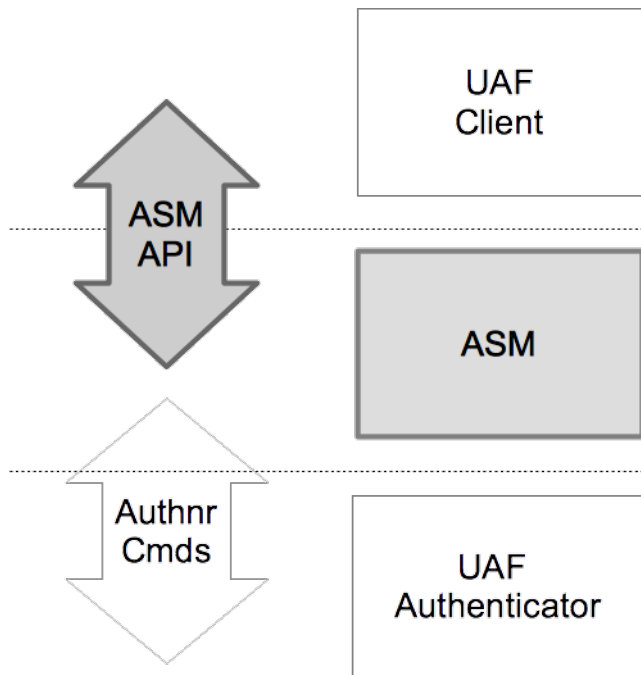 UAF
Client
ASM
API
ASM
Authnr
Cmds
UAF
Authenticator